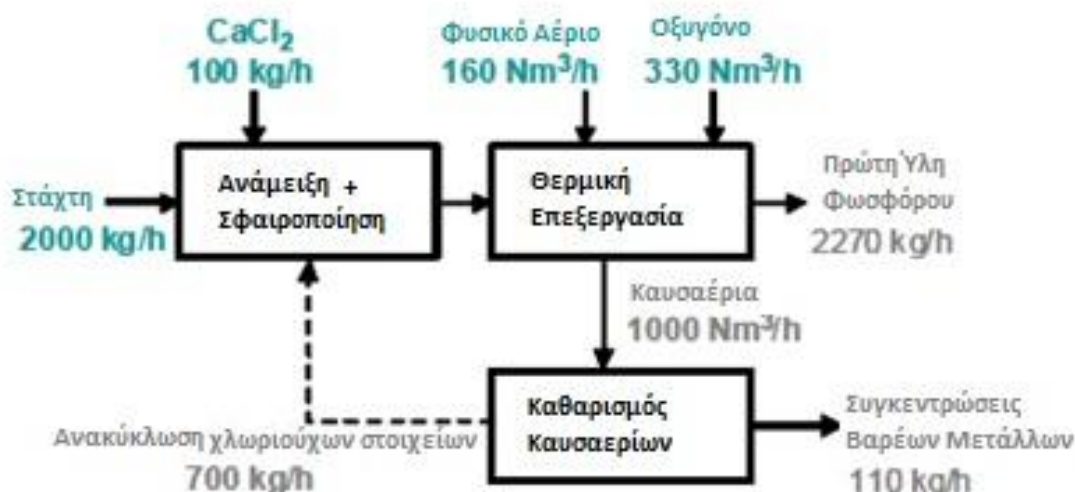 CaCl₂
100 kg/h
Φυσικό Αέριο
160 Nm³/h
Οξυγόνο
330 Nm³/h
Στάχτη
2000 kg/h
Ανάμειξη +
Σφαιροποίηση
Θερμική
Επεξεργασία
Πρώτη Ύλη
Φωσφόρου
2270 kg/h
Καυσαέρια
1000 Nm³/h
Ανακύκλωση χλωριούχων στοιχείων
700 kg/h
Καθαρισμός
Καυσαερίων
Συγκεντρώσεις
Βαρέων Μετάλλων
110 kg/h